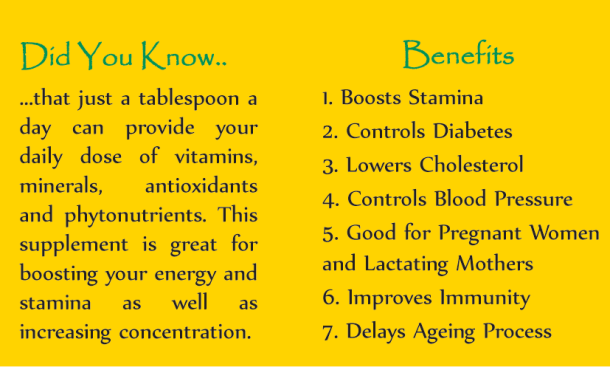 Did You Know..
...that just a tablespoon a
day can provide your
daily dose of vitamins,
minerals, antioxidants
and phytonutrients. This
supplement is great for
boosting your energy and
stamina as well as
increasing concentration.
Benefits
1. Boosts Stamina
2. Controls Diabetes
3. Lowers Cholesterol
4. Controls Blood Pressure
5. Good for Pregnant Women
and Lactating Mothers
6. Improves Immunity
7. Delays Ageing Process